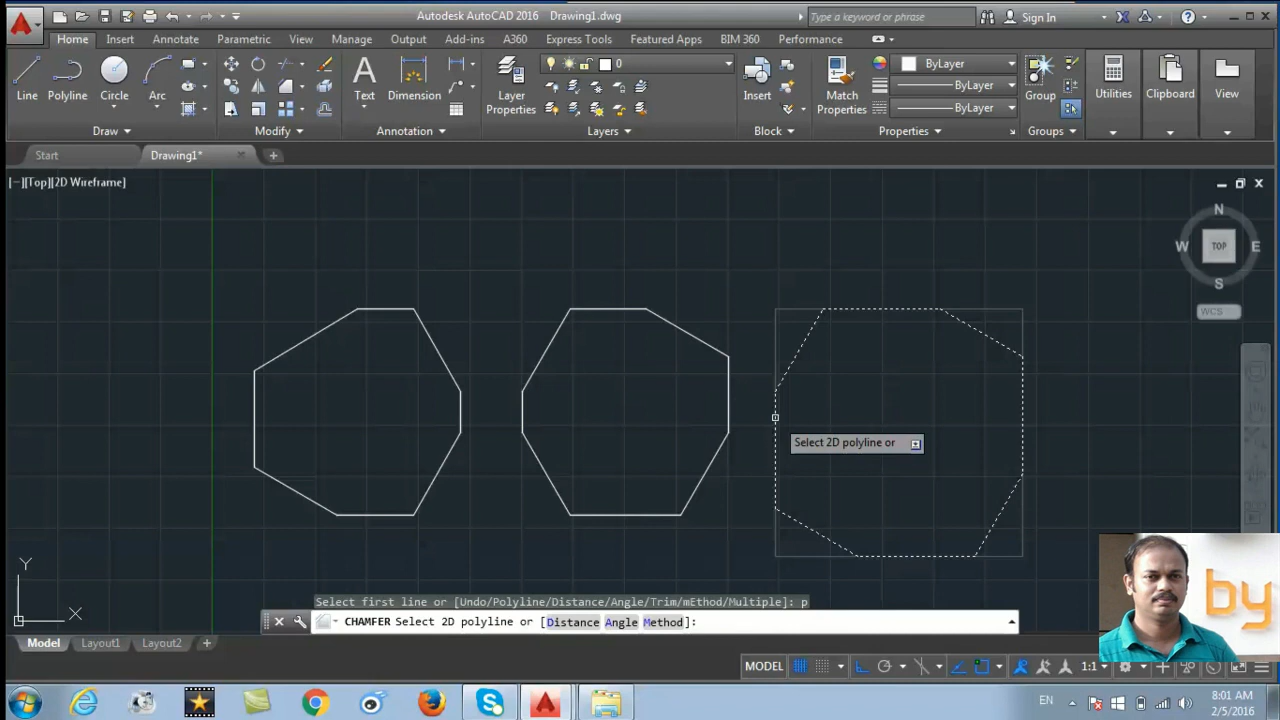 Autodesk AutoCAD 2016 Drawing1.dwg
Type a keyword or phrase
Sign In
Home Insert Annotate Parametric View Manage Output Add-ins A360 Express Tools Featured Apps BIM 360 Performance
Line Polyline Circle Arc
Text Dimension
Layer Properties
0
Insert
Match Properties
ByLayer
ByLayer
ByLayer
Group
Utilities
Clipboard
View
Draw Modify Annotation Layers Block Properties Groups
Start Drawing1*
[−][Top][2D Wireframe]
N
W TOP E
S
WCS
Select 2D polyline or
by
Y
X
Select first line or [Undo/Polyline/Distance/Angle/Trim/mEthod/Multiple]: p
CHAMFER Select 2D polyline or [Distance Angle Method]:
Model Layout1 Layout2
MODEL 1:1
EN 8:01 AM
2/5/2016